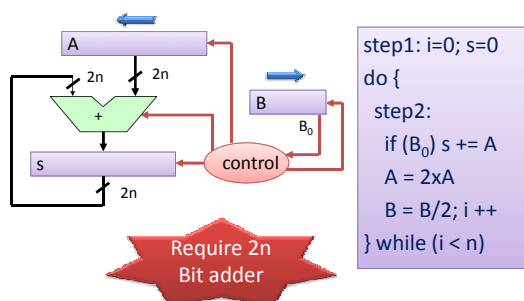 A
2n
2n
+
B
B₀
control
s
2n
Require 2n
Bit adder
step1: i=0; s=0
do {
step2:
if (B₀) s += A
A = 2xA
B = B/2; i ++
} while (i < n)